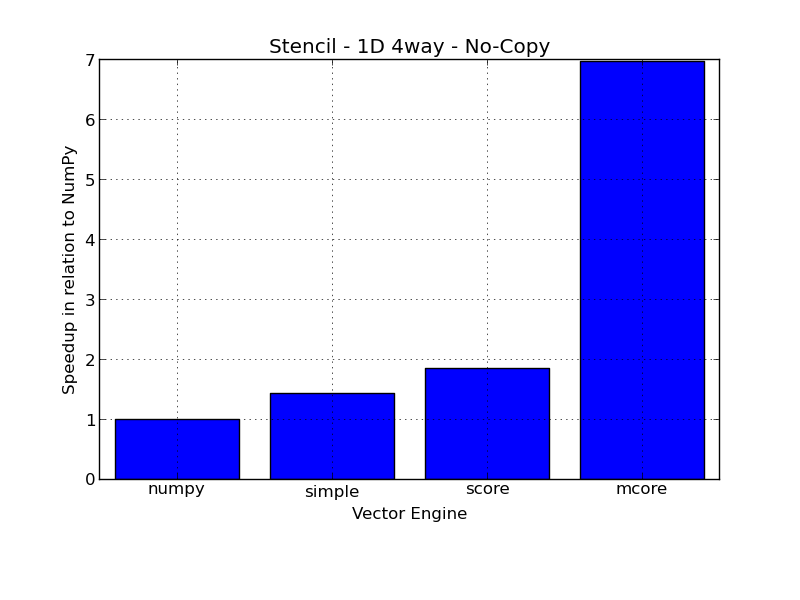 Stencil - 1D 4way - No-Copy
7
6
5
4
3
2
1
0
Speedup in relation to NumPy
numpy simple score mcore
Vector Engine